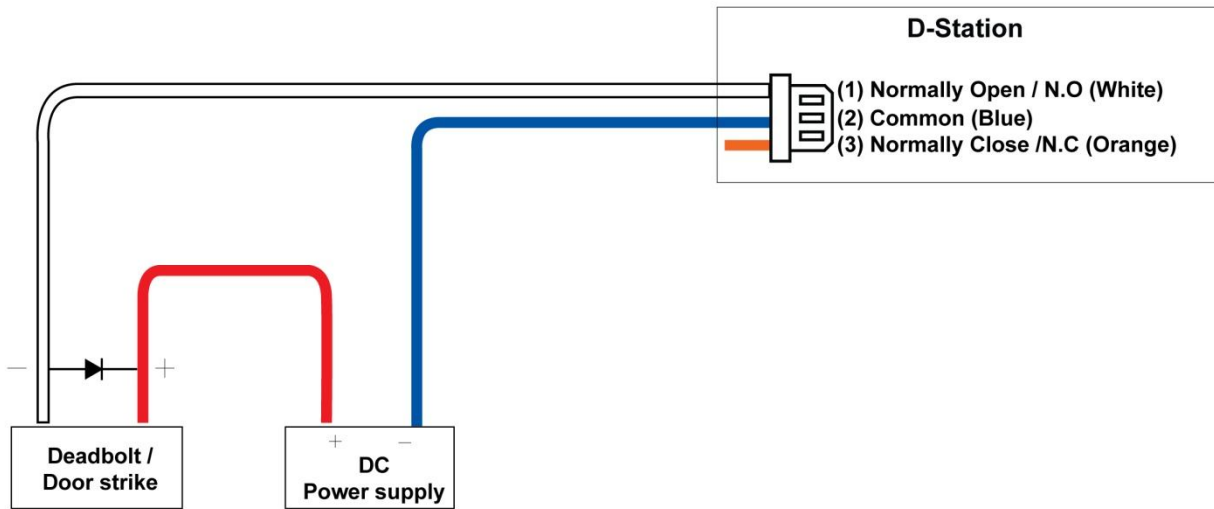 D-Station
(1) Normally Open / N.O (White)
(2) Common (Blue)
(3) Normally Close /N.C (Orange)
− +
+ −
Deadbolt /
Door strike
DC
Power supply